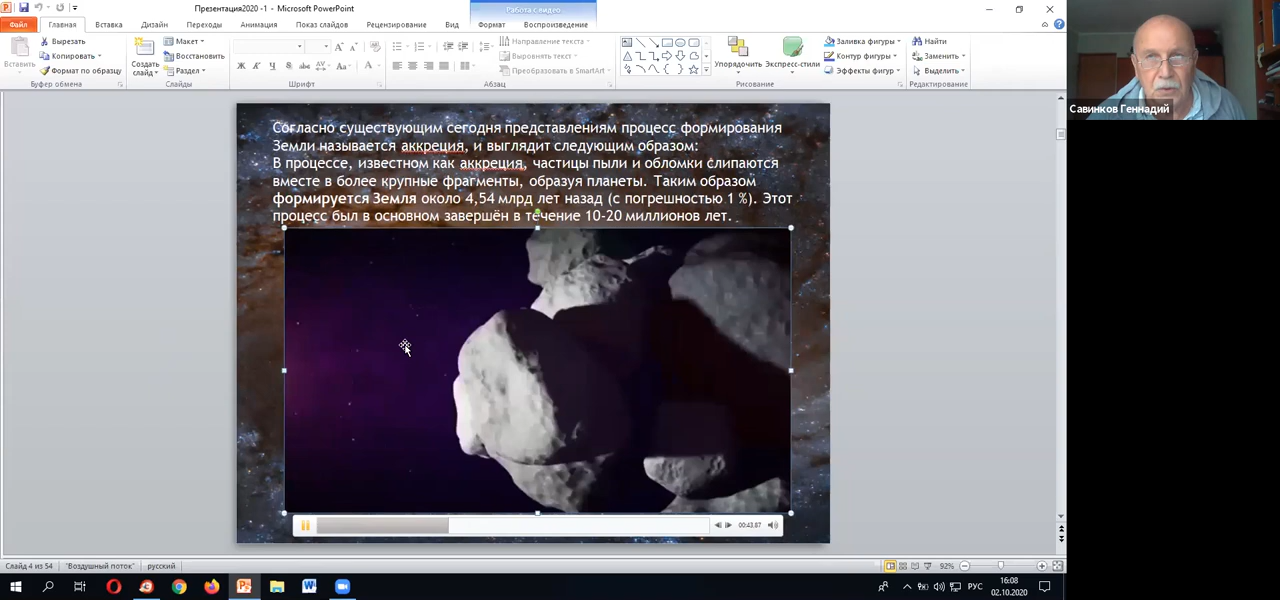 Презентация2020 -1 - Microsoft PowerPoint
Работа с видео
Файл
Главная
Вставка
Дизайн
Переходы
Анимация
Показ слайдов
Рецензирование
Вид
Формат
Воспроизведение
Вставить
Вырезать
Копировать
Формат по образцу
Буфер обмена
Создать слайд
Макет
Восстановить
Раздел
Слайды
Ж К Ч S abc AV Aa А
Шрифт
Направление текста
Выровнять текст
Преобразовать в SmartArt
Абзац
Упорядочить
Экспресс-стили
Заливка фигуры
Контур фигуры
Эффекты фигур
Рисование
Найти
Заменить
Выделить
Редактирование
Савинков Геннадий
Согласно существующим сегодня представлениям процесс формирования
Земли называется аккреция, и выглядит следующим образом:
В процессе, известном как аккреция, частицы пыли и обломки слипаются
вместе в более крупные фрагменты, образуя планеты. Таким образом
формируется Земля около 4,54 млрд лет назад (с погрешностью 1 %). Этот
процесс был в основном завершён в течение 10-20 миллионов лет.
00:43,87
Слайд 4 из 54
"Воздушный поток"
русский
92%
РУС
16:08
02.10.2020